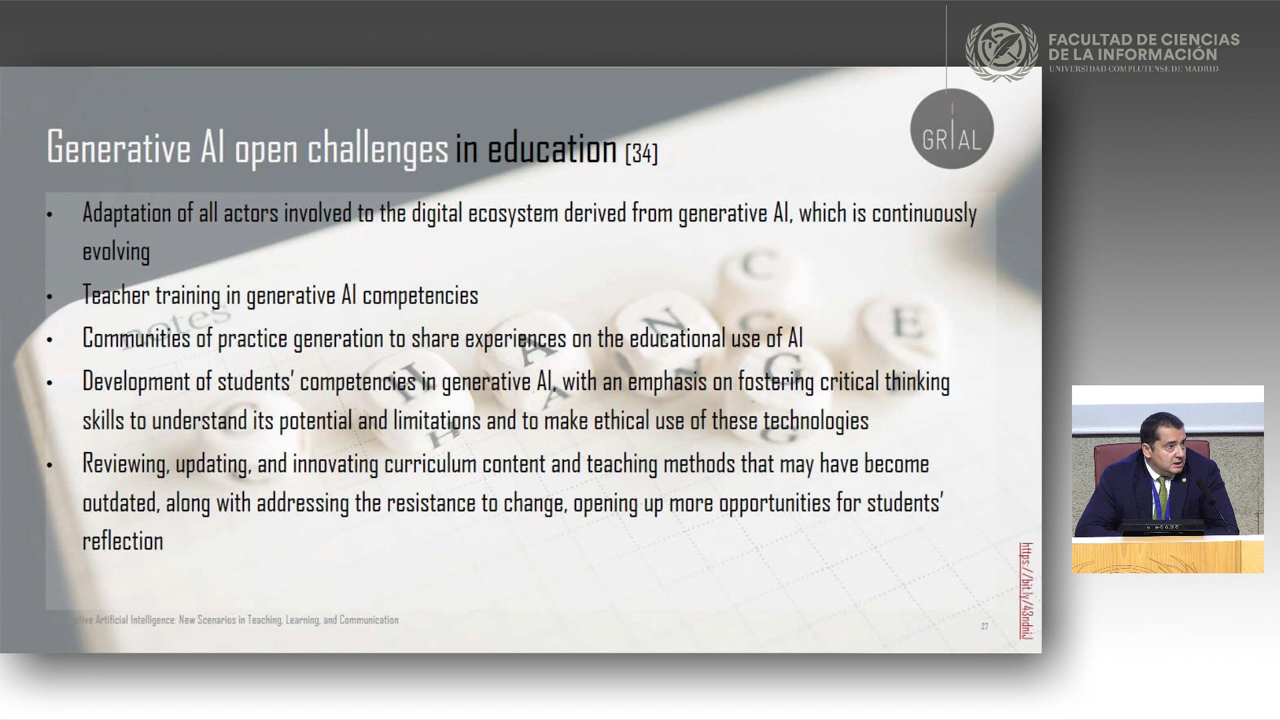 FACULTAD DE CIENCIAS
DE LA INFORMACIÓN
UNIVERSIDAD COMPLUTENSE DE MADRID
GRIAL
Generative AI open challenges in education [34]
• Adaptation of all actors involved to the digital ecosystem derived from generative AI, which is continuously
evolving
• Teacher training in generative AI competencies
• Communities of practice generation to share experiences on the educational use of AI
• Development of students' competencies in generative AI, with an emphasis on fostering critical thinking
skills to understand its potential and limitations and to make ethical use of these technologies
• Reviewing, updating, and innovating curriculum content and teaching methods that may have become
outdated, along with addressing the resistance to change, opening up more opportunities for students'
reflection
notes
C H A N G E
C
Artificial Intelligence: New Scenarios in Teaching, Learning, and Communication
27